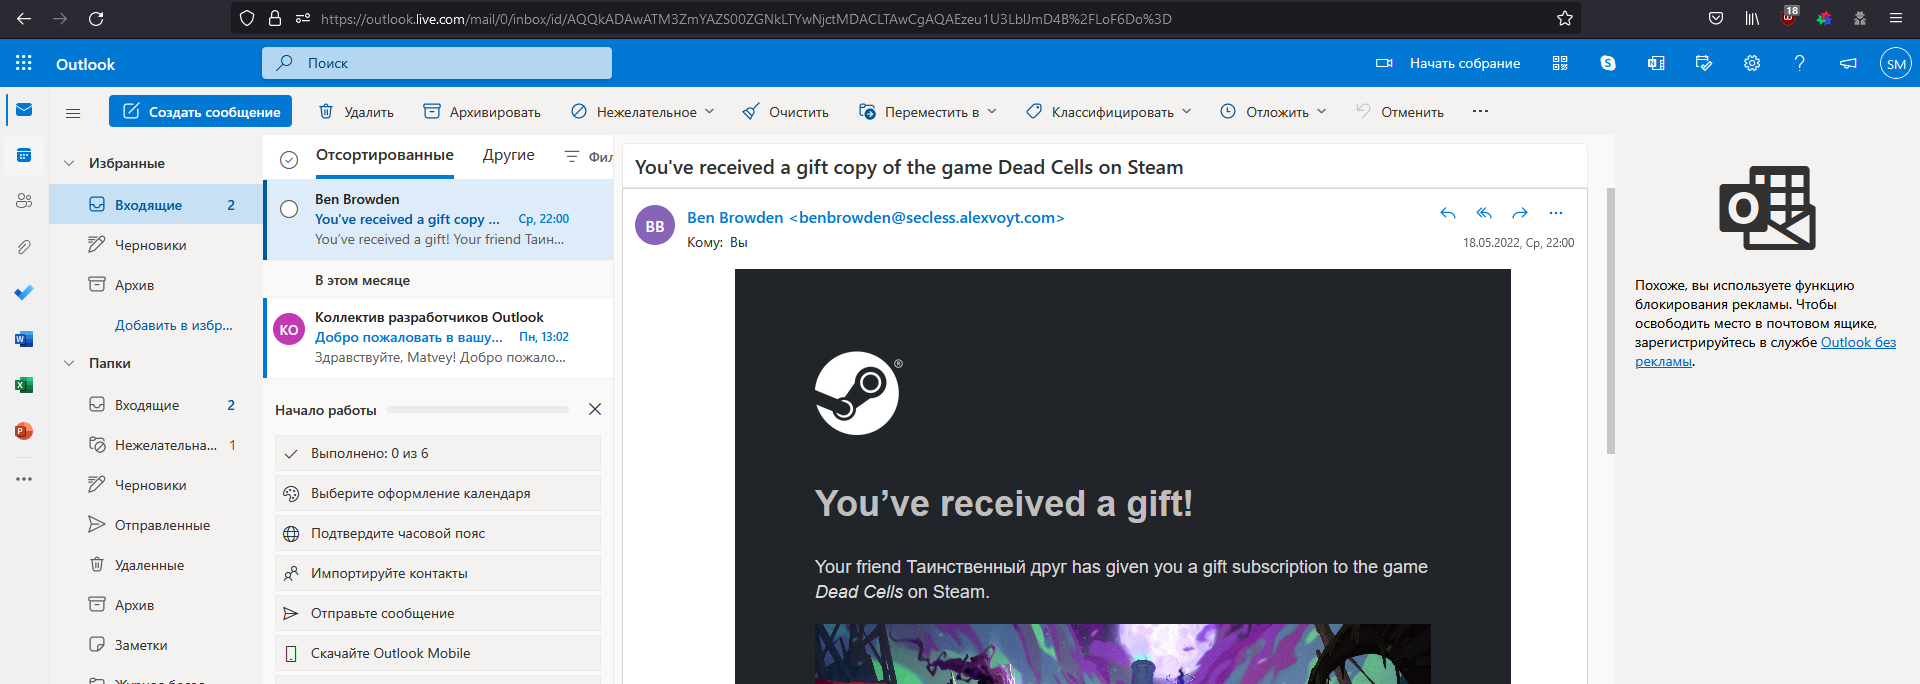 https://outlook.live.com/mail/0/inbox/id/AQQkADAwATM3ZmYAZS00ZGNkLTYwNjctMDACLTAwCgAQAEzeu1U3LblJmD4B%2FLoF6Do%3D
18
Outlook
Поиск
Начать собрание
SM
Создать сообщение
Удалить
Архивировать
Нежелательное
Очистить
Переместить в
Классифицировать
Отложить
Отменить
Избранные
Входящие 2
Черновики
Архив
Добавить в избр...
Папки
Входящие 2
Нежелательна... 1
Черновики
Отправленные
Удаленные
Архив
Заметки
Отсортированные
Другие
Фил
Ben Browden
You've received a gift copy ... Ср, 22:00
You've received a gift! Your friend Таин...
В этом месяце
KO
Коллектив разработчиков Outlook
Добро пожаловать в вашу... Пн, 13:02
Здравствуйте, Matvey! Добро пожало...
Начало работы
Выполнено: 0 из 6
Выберите оформление календаря
Подтвердите часовой пояс
Импортируйте контакты
Отправьте сообщение
Скачайте Outlook Mobile
You've received a gift copy of the game Dead Cells on Steam
BB
Ben Browden <benbrowden@secless.alexvoyt.com>
Кому: Вы
18.05.2022, Ср, 22:00
You’ve received a gift!
Your friend Таинственный друг has given you a gift subscription to the game
Dead Cells on Steam.
Похоже, вы используете функцию
блокирования рекламы. Чтобы
освободить место в почтовом ящике,
зарегистрируйтесь в службе Outlook без
рекламы.